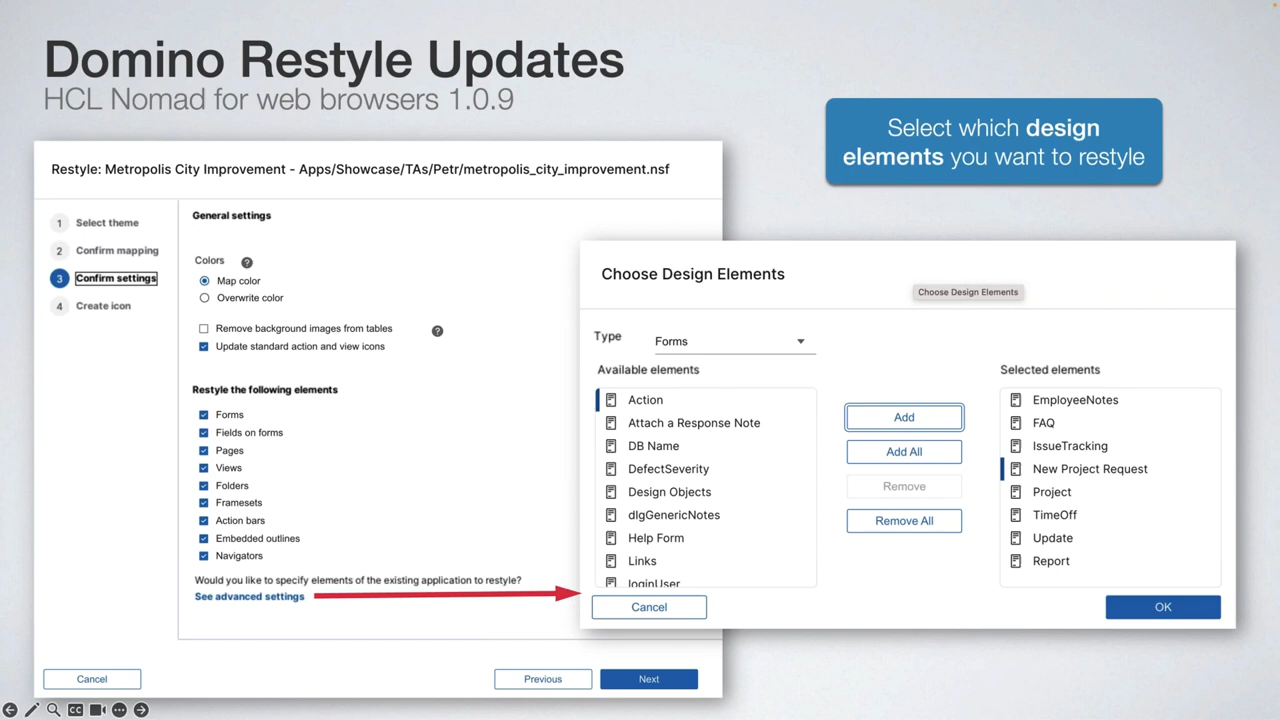 Domino Restyle Updates
HCL Nomad for web browsers 1.0.9
Select which design
elements you want to restyle
Restyle: Metropolis City Improvement - Apps/Showcase/TAs/Petr/metropolis_city_improvement.nsf
1 Select theme
2 Confirm mapping
3 Confirm settings
4 Create icon
General settings
Colors ?
Map color
Overwrite color
Remove background images from tables ?
Update standard action and view icons
Restyle the following elements
Forms
Fields on forms
Pages
Views
Folders
Framesets
Action bars
Embedded outlines
Navigators
Would you like to specify elements of the existing application to restyle?
See advanced settings
Cancel
Previous
Next
Choose Design Elements
Choose Design Elements
Type Forms
Available elements
Action
Attach a Response Note
DB Name
DefectSeverity
Design Objects
dlgGenericNotes
Help Form
Links
loginUser
Add
Add All
Remove
Remove All
Selected elements
EmployeeNotes
FAQ
IssueTracking
New Project Request
Project
TimeOff
Update
Report
Cancel
OK
CC